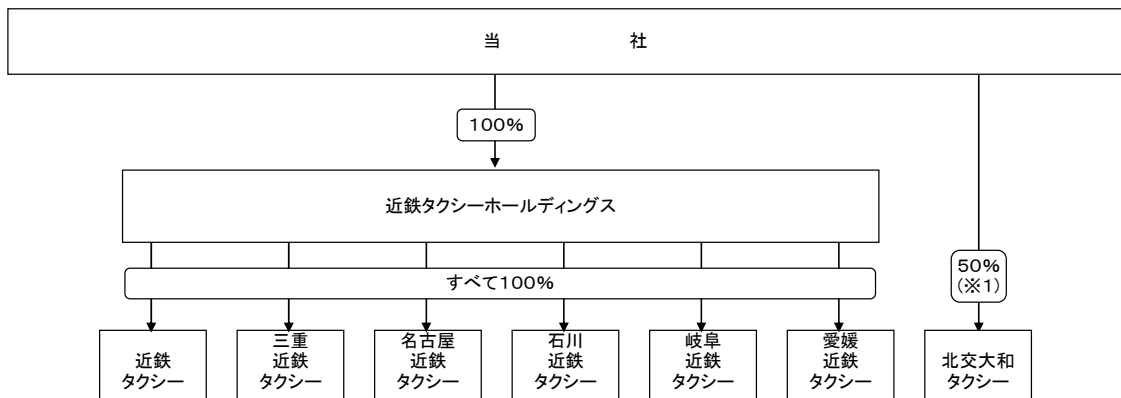 当　　　　　社
100%
近鉄タクシーホールディングス
すべて100%
50%
(※1)
近鉄
タクシー
三重
近鉄
タクシー
名古屋
近鉄
タクシー
石川
近鉄
タクシー
岐阜
近鉄
タクシー
愛媛
近鉄
タクシー
北交大和
タクシー